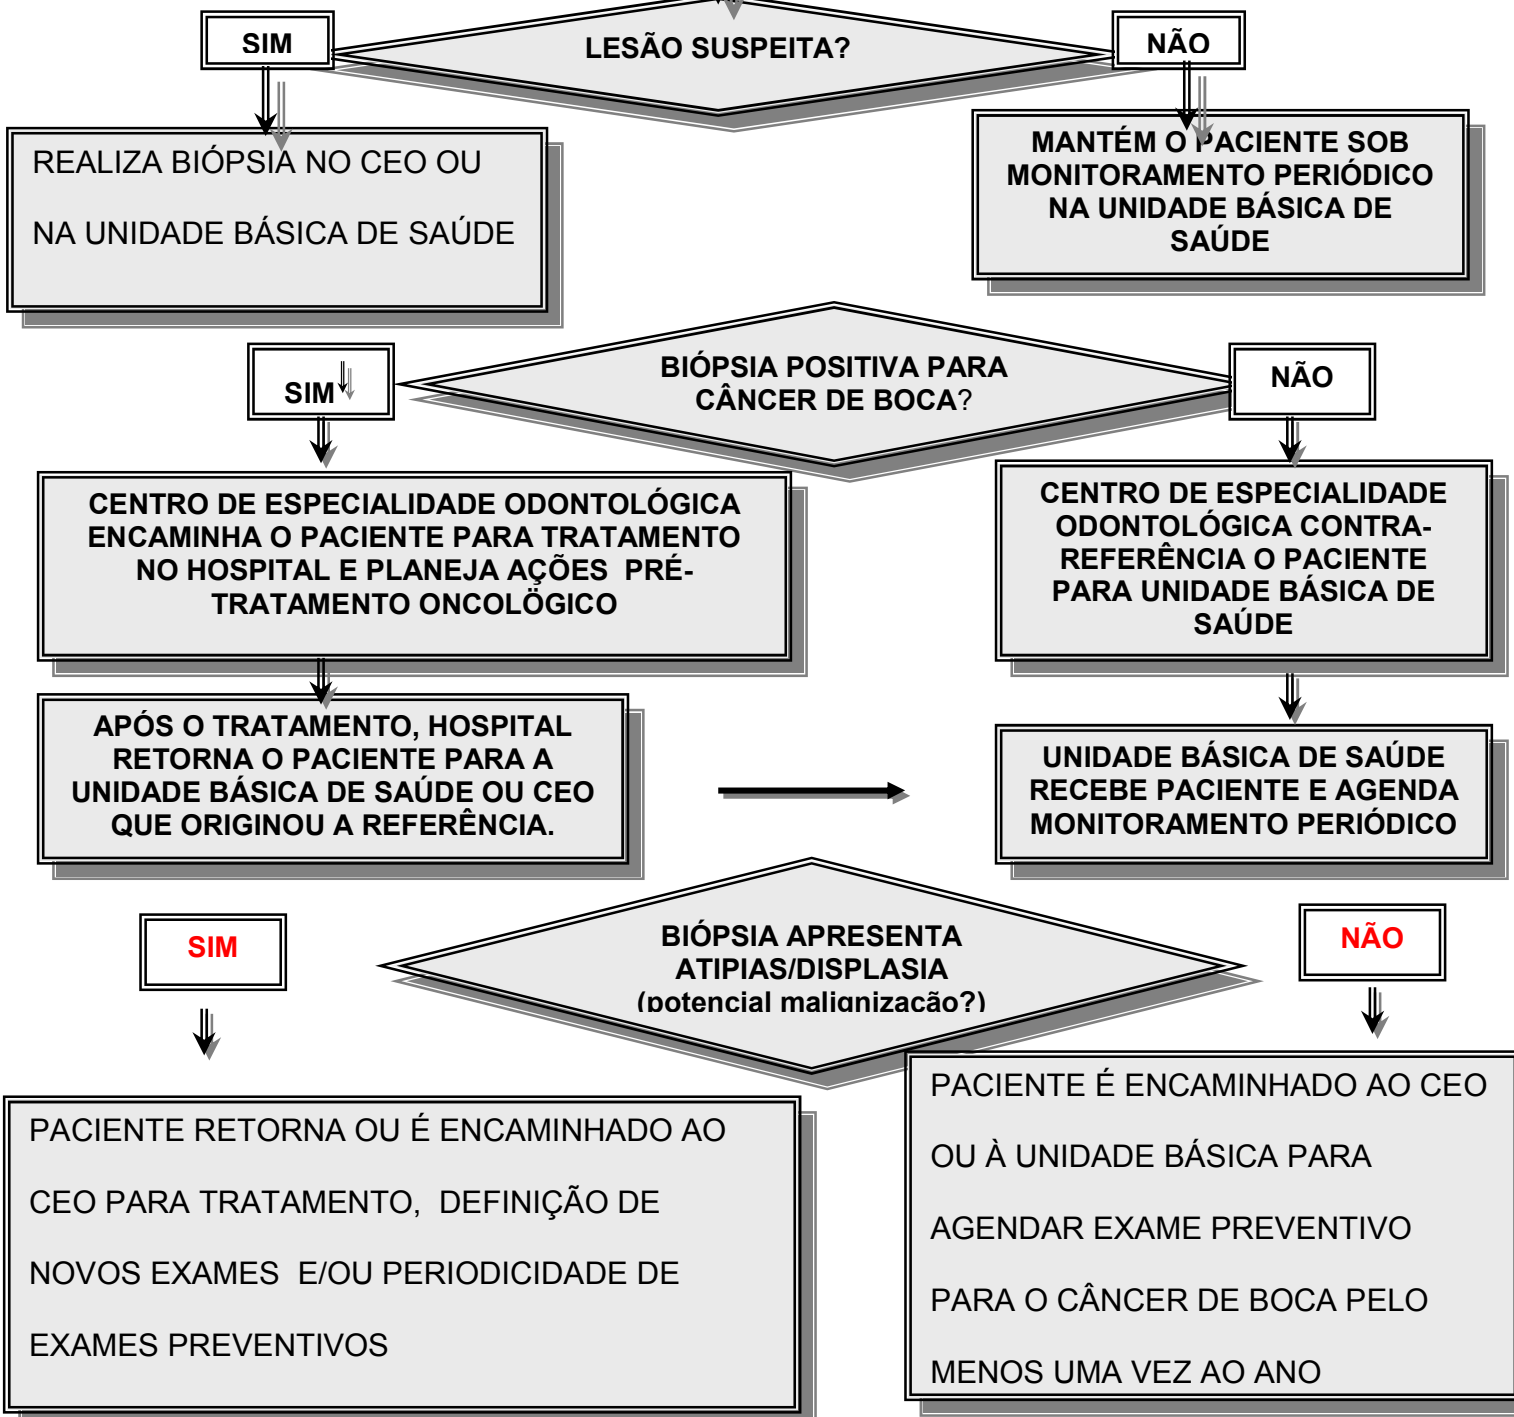 SIM
LESÃO SUSPEITA?
NÃO
REALIZA BIÓPSIA NO CEO OU
NA UNIDADE BÁSICA DE SAÚDE
MANTÉM O PACIENTE SOB
MONITORAMENTO PERIÓDICO
NA UNIDADE BÁSICA DE
SAÚDE
SIM
BIÓPSIA POSITIVA PARA
CÂNCER DE BOCA?
NÃO
CENTRO DE ESPECIALIDADE ODONTOLÓGICA
ENCAMINHA O PACIENTE PARA TRATAMENTO
NO HOSPITAL E PLANEJA AÇÕES PRÉ-
TRATAMENTO ONCOLÖGICO
CENTRO DE ESPECIALIDADE
ODONTOLÓGICA CONTRA-
REFERÊNCIA O PACIENTE
PARA UNIDADE BÁSICA DE
SAÚDE
APÓS O TRATAMENTO, HOSPITAL
RETORNA O PACIENTE PARA A
UNIDADE BÁSICA DE SAÚDE OU CEO
QUE ORIGINOU A REFERÊNCIA.
UNIDADE BÁSICA DE SAÚDE
RECEBE PACIENTE E AGENDA
MONITORAMENTO PERIÓDICO
SIM
BIÓPSIA APRESENTA
ATIPIAS/DISPLASIA
(potencial malignização?)
NÃO
PACIENTE RETORNA OU É ENCAMINHADO AO
CEO PARA TRATAMENTO, DEFINIÇÃO DE
NOVOS EXAMES E/OU PERIODICIDADE DE
EXAMES PREVENTIVOS
PACIENTE É ENCAMINHADO AO CEO
OU À UNIDADE BÁSICA PARA
AGENDAR EXAME PREVENTIVO
PARA O CÂNCER DE BOCA PELO
MENOS UMA VEZ AO ANO